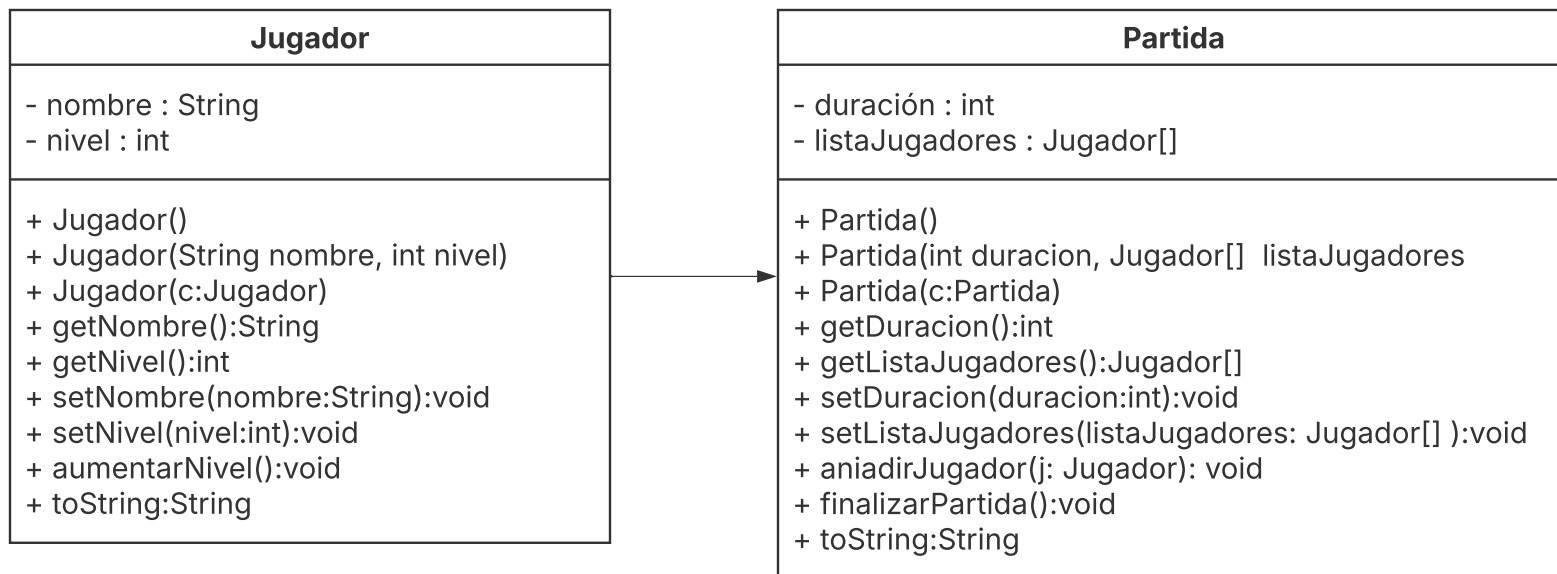 Jugador
- nombre : String
- nivel : int
+ Jugador()
+ Jugador(String nombre, int nivel)
+ Jugador(c:Jugador)
+ getNombre():String
+ getNivel():int
+ setNombre(nombre:String):void
+ setNivel(nivel:int):void
+ aumentarNivel():void
+ toString:String
Partida
- duración : int
- listaJugadores : Jugador[]
+ Partida()
+ Partida(int duracion, Jugador[]  listaJugadores
+ Partida(c:Partida)
+ getDuracion():int
+ getListaJugadores():Jugador[]
+ setDuracion(duracion:int):void
+ setListaJugadores(listaJugadores: Jugador[] ):void
+ aniadirJugador(j: Jugador): void
+ finalizarPartida():void
+ toString:String